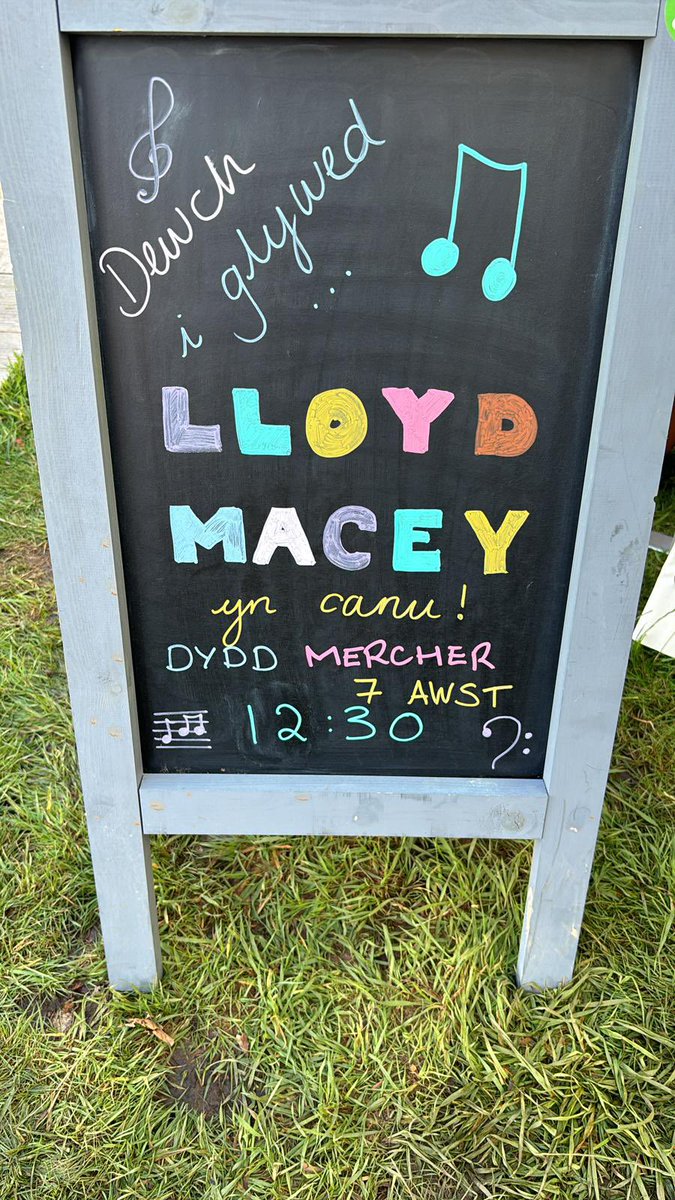 Dewch
i glywed
...
LLOYD
MACEY
yn canu!
DYDD MERCHER
7 AWST
12:30